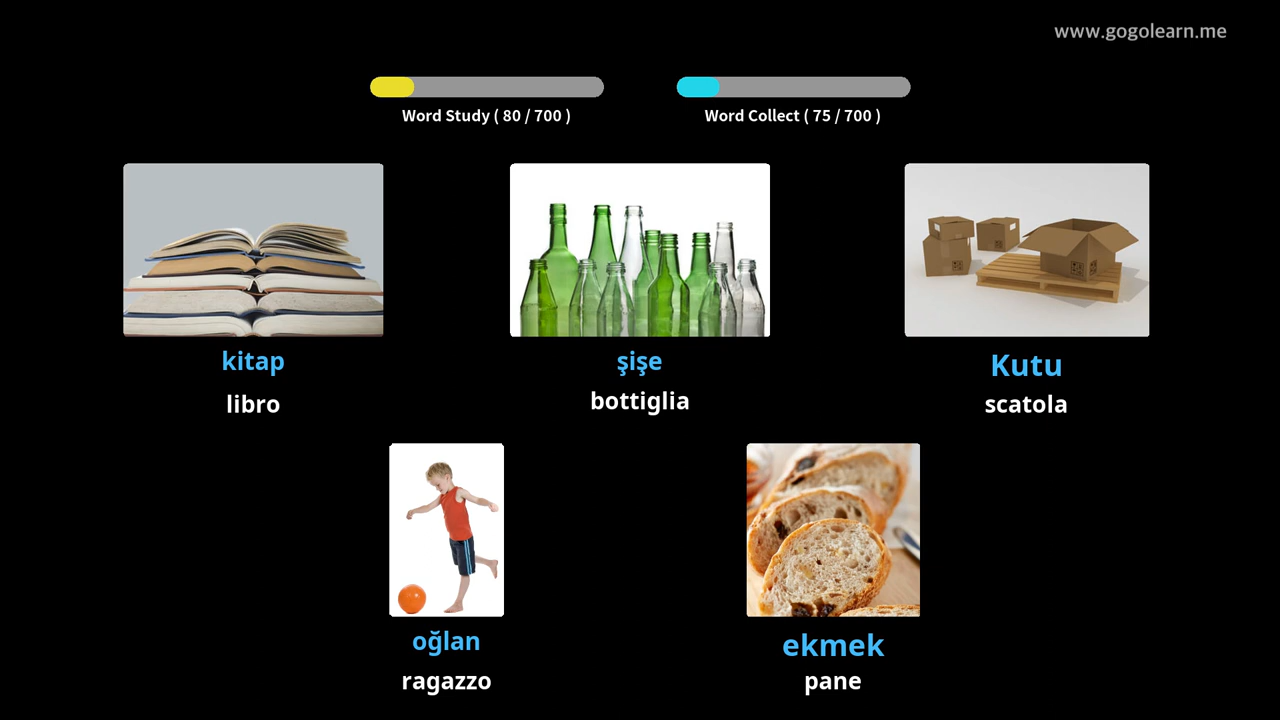 www.gogolearn.me
Word Study ( 80 / 700 )
Word Collect ( 75 / 700 )
kitap
şişe
Kutu
libro
bottiglia
scatola
oğlan
ekmek
ragazzo
pane